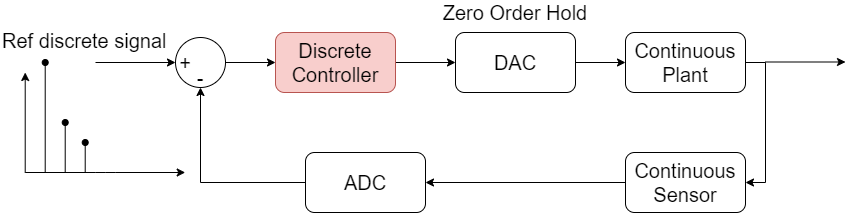 Zero Order Hold
Ref discrete signal
+
-
Discrete
Controller
DAC
Continuous
Plant
ADC
Continuous
Sensor